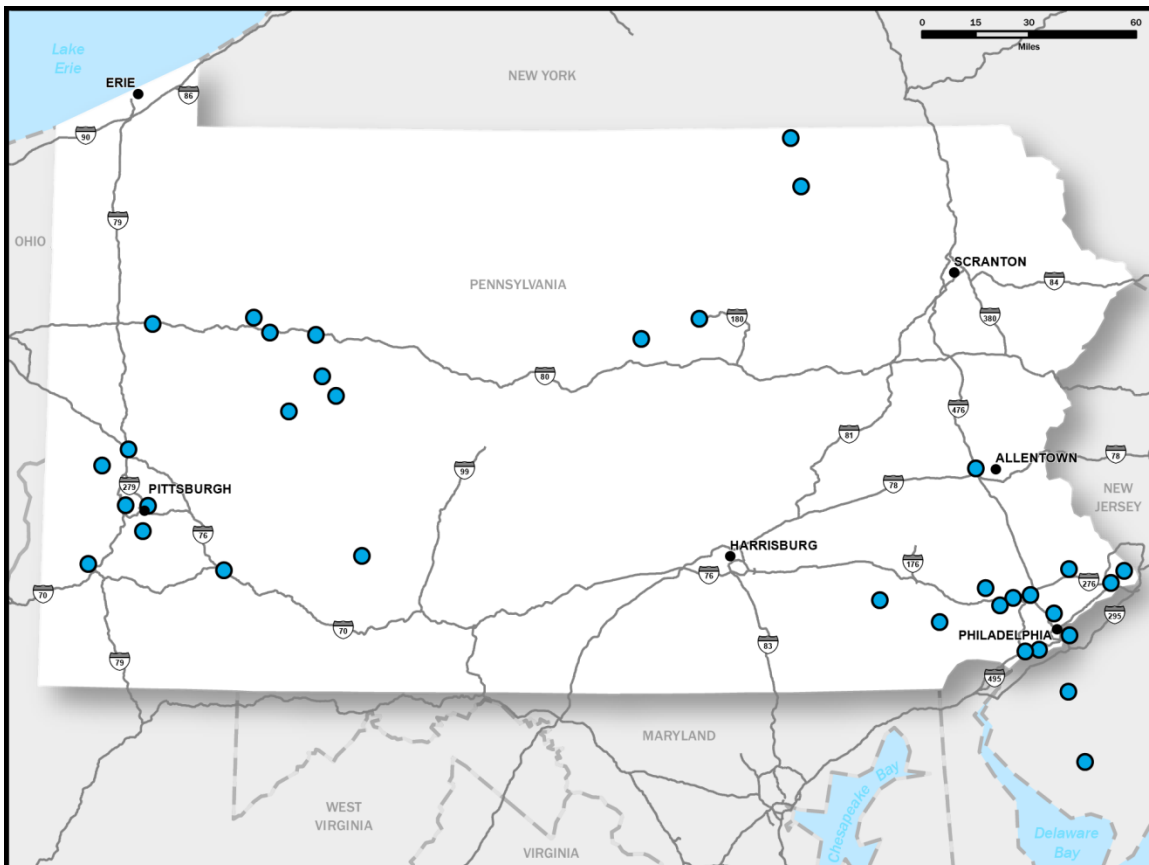 0 15 30 60
Miles
Lake
Erie
ERIE
86
NEW YORK
90
79
OHIO
SCRANTON
PENNSYLVANIA
84
180
380
80
476
81
ALLENTOWN
78
99
78
279
PITTSBURGH
NEW
JERSEY
76
HARRISBURG
176
76
276
70
295
70
PHILADELPHIA
83
79
495
MARYLAND
Chesapeake Bay
WEST
VIRGINIA
Delaware
Bay
VIRGINIA